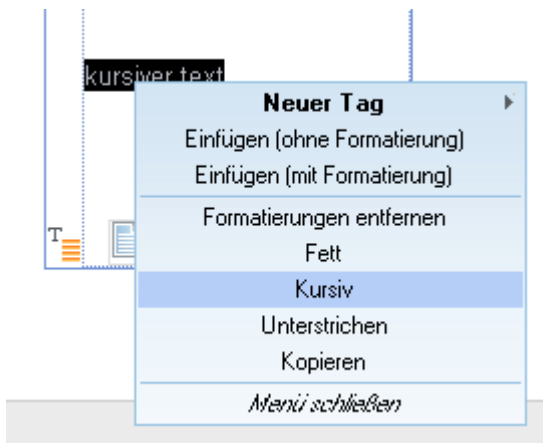 kursiver text
Neuer Tag
Einfügen (ohne Formatierung)
Einfügen (mit Formatierung)
Formatierungen entfernen
Fett
Kursiv
Unterstrichen
Kopieren
T
Menü schließen